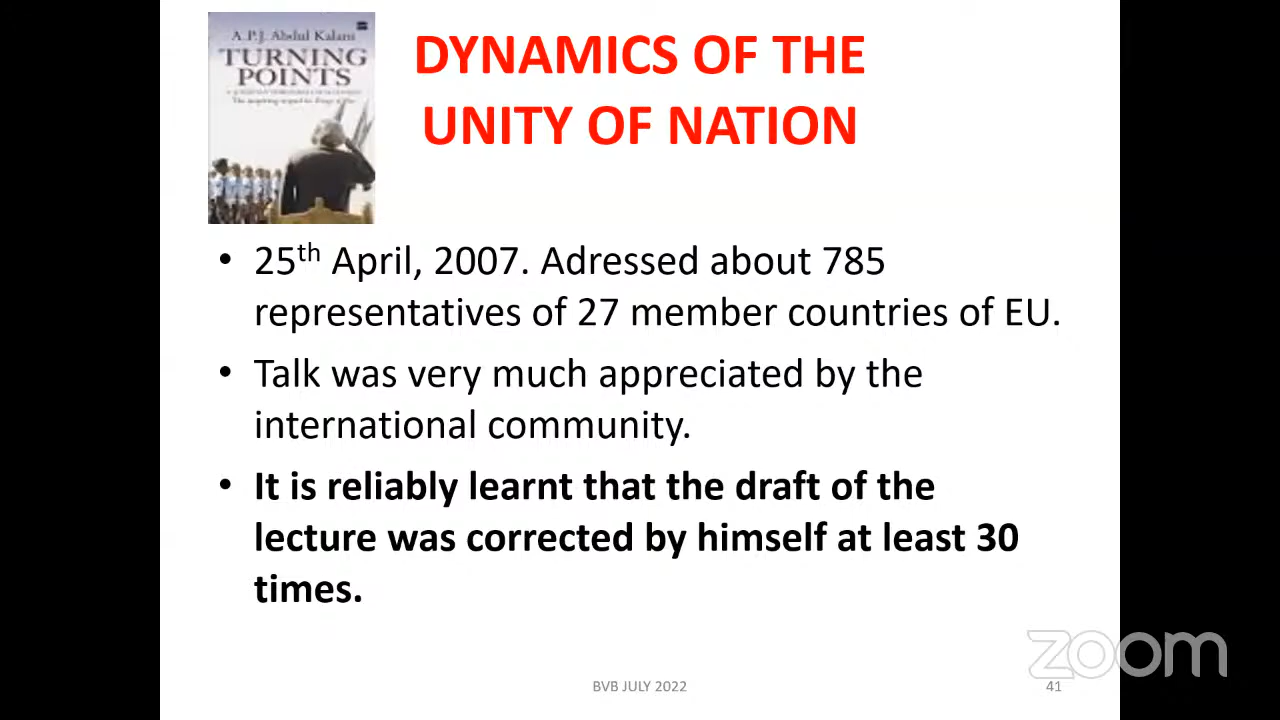 A.P.J. Abdul Kalam
TURNING
POINTS
DYNAMICS OF THE
UNITY OF NATION
• 25th April, 2007. Adressed about 785
representatives of 27 member countries of EU.
• Talk was very much appreciated by the
international community.
• It is reliably learnt that the draft of the
lecture was corrected by himself at least 30
times.
zoom
BVB JULY 2022
41